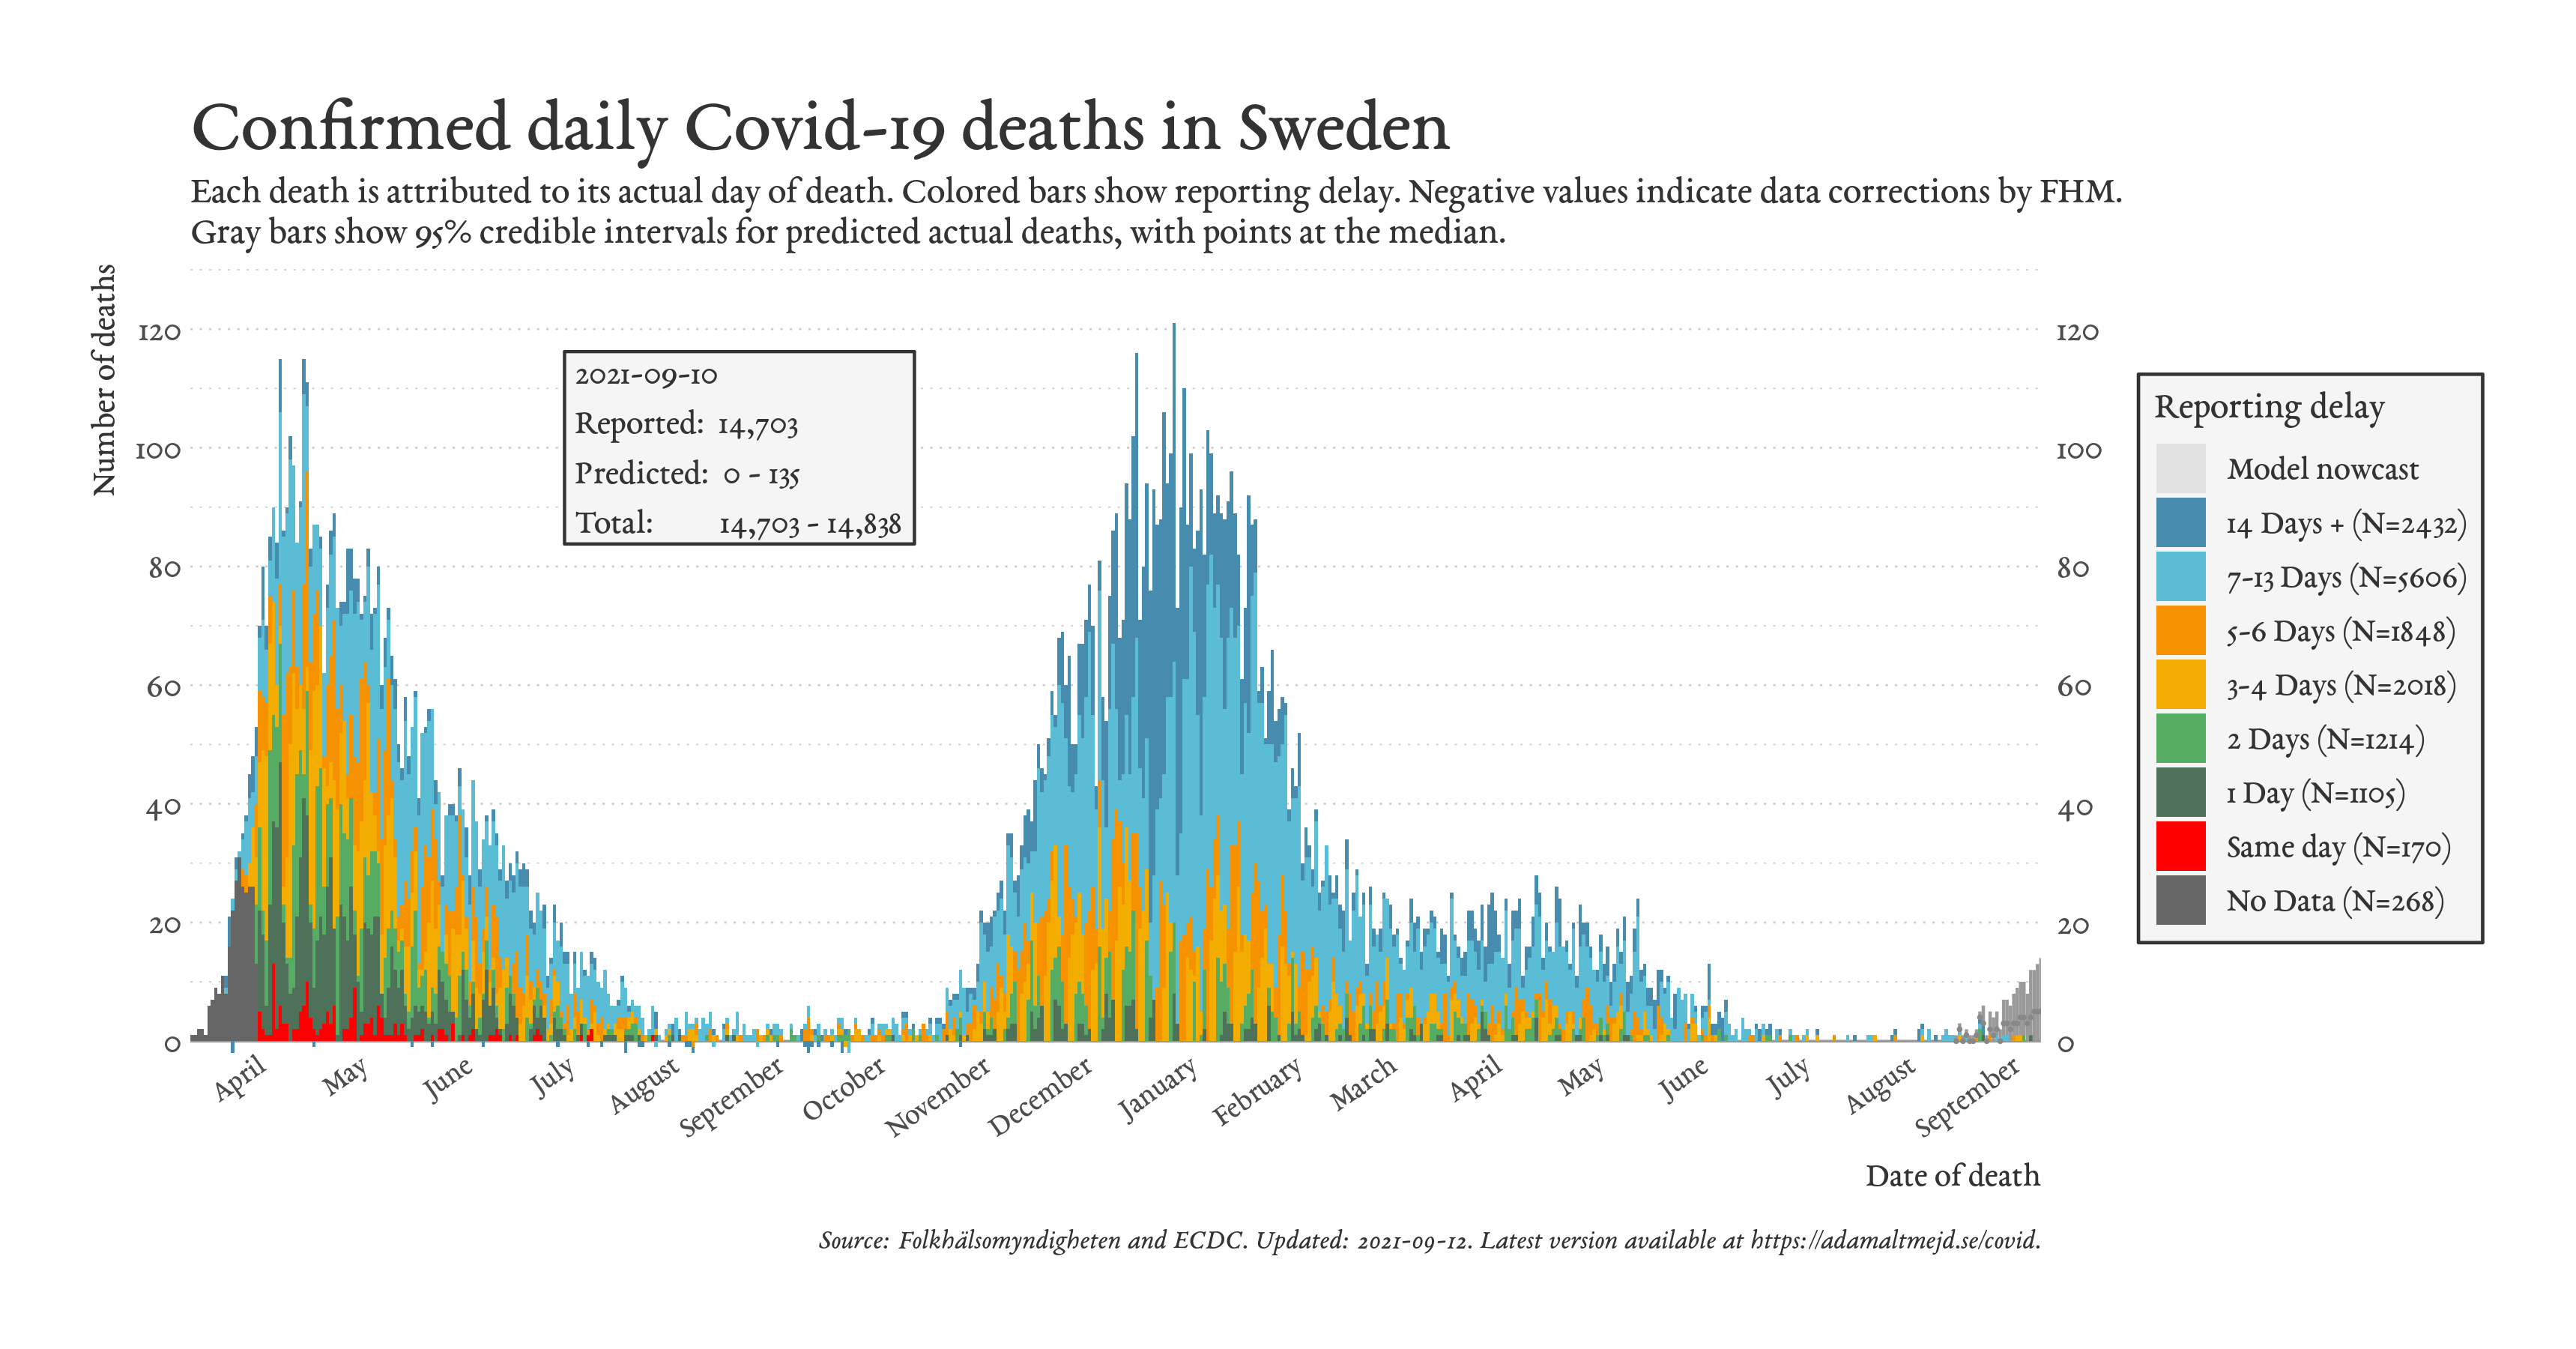 Confirmed daily Covid-19 deaths in Sweden
Each death is attributed to its actual day of death. Colored bars show reporting delay. Negative values indicate data corrections by FHM.
Gray bars show 95% credible intervals for predicted actual deaths, with points at the median.
Number of deaths
120
100
80
60
40
20
0
2021-09-10
Reported: 14,703
Predicted: 0 - 135
Total: 14,703 - 14,838
120
100
80
60
40
20
0
Reporting delay
Model nowcast
14 Days + (N=2432)
7-13 Days (N=5606)
5-6 Days (N=1848)
3-4 Days (N=2018)
2 Days (N=1214)
1 Day (N=1105)
Same day (N=170)
No Data (N=268)
April
May
June
July
August
September
October
November
December
January
February
March
April
May
June
July
August
September
Date of death
Source: Folkhälsomyndigheten and ECDC. Updated: 2021-09-12. Latest version available at https://adamaltmejd.se/covid.